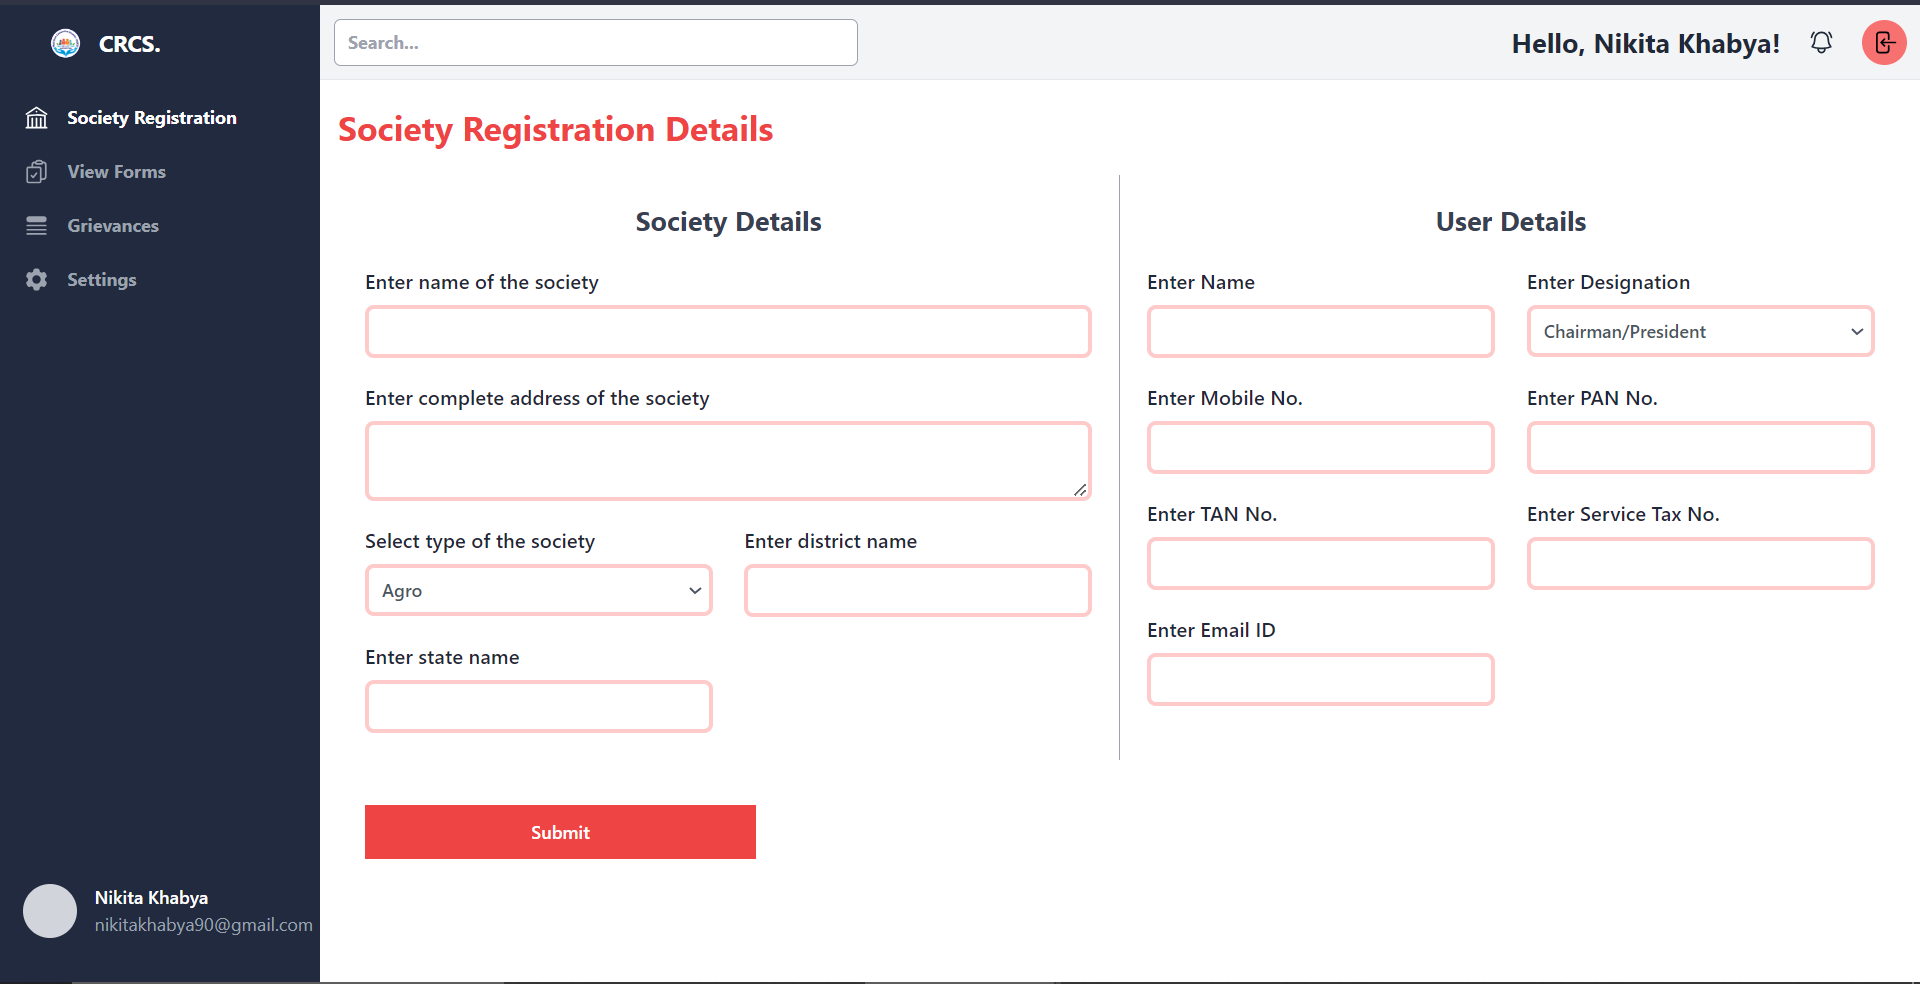 CRCS.
Search...
Hello, Nikita Khabya!
Society Registration
View Forms
Grievances
Settings
Society Registration Details
Society Details
Enter name of the society
Enter complete address of the society
Select type of the society
Enter district name
Agro
Enter state name
Submit
User Details
Enter Name
Enter Designation
Chairman/President
Enter Mobile No.
Enter PAN No.
Enter TAN No.
Enter Service Tax No.
Enter Email ID
Nikita Khabya
nikitakhabya90@gmail.com